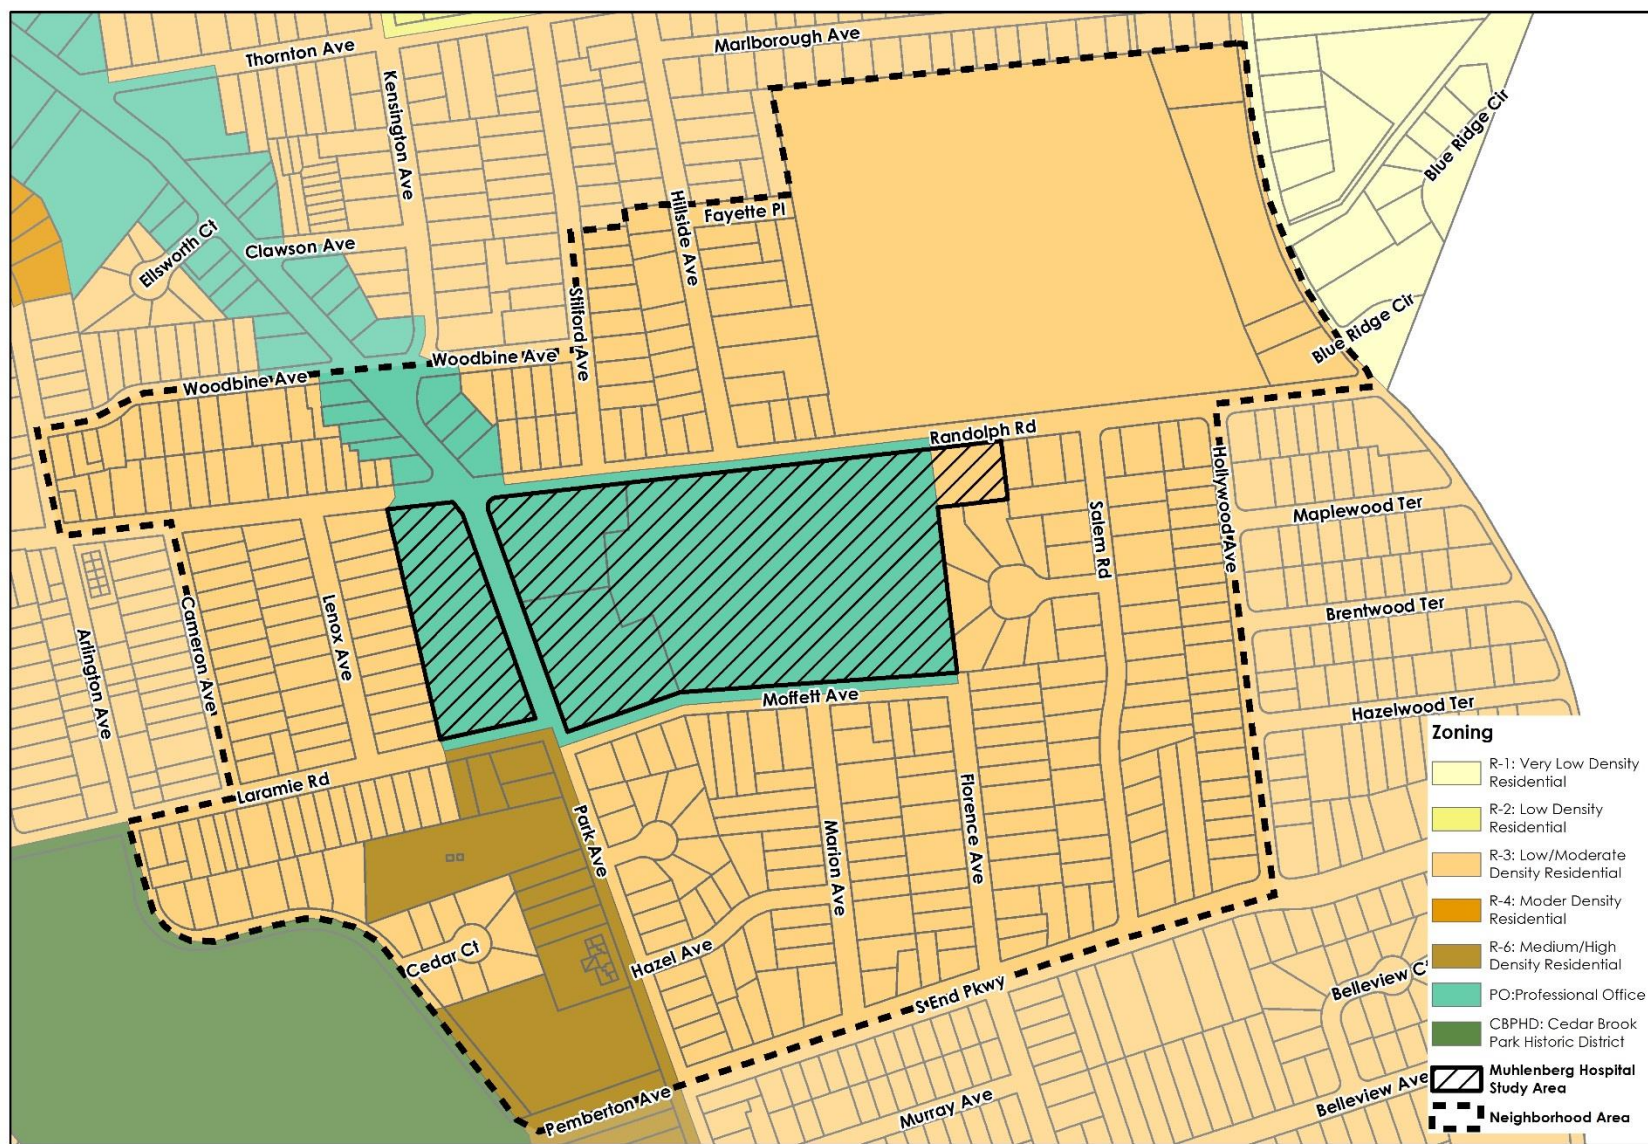 Thornton Ave
Marlborough Ave
Kensington Ave
Blue Ridge Cir
Hillside Ave
Fayette Pl
Ellsworth Ct
Clawson Ave
Stilford Ave
Blue Ridge Cir
Woodbine Ave
Woodbine Ave
Randolph Rd
Hollywood Ave
Salem Rd
Maplewood Ter
Brentwood Ter
Cameron Ave
Lenox Ave
Arlington Ave
Moffett Ave
Hazelwood Ter
Laramie Rd
Park Ave
Marion Ave
Florence Ave
Cedar Ct
Hazel Ave
S End Pkwy
Belleview Ct
Pemberton Ave
Murray Ave
Belleview Ave
Zoning
R-1: Very Low Density
Residential
R-2: Low Density
Residential
R-3: Low/Moderate
Density Residential
R-4: Moder Density
Residential
R-6: Medium/High
Density Residential
PO:Professional Office
CBPHD: Cedar Brook
Park Historic District
Muhlenberg Hospital
Study Area
Neighborhood Area